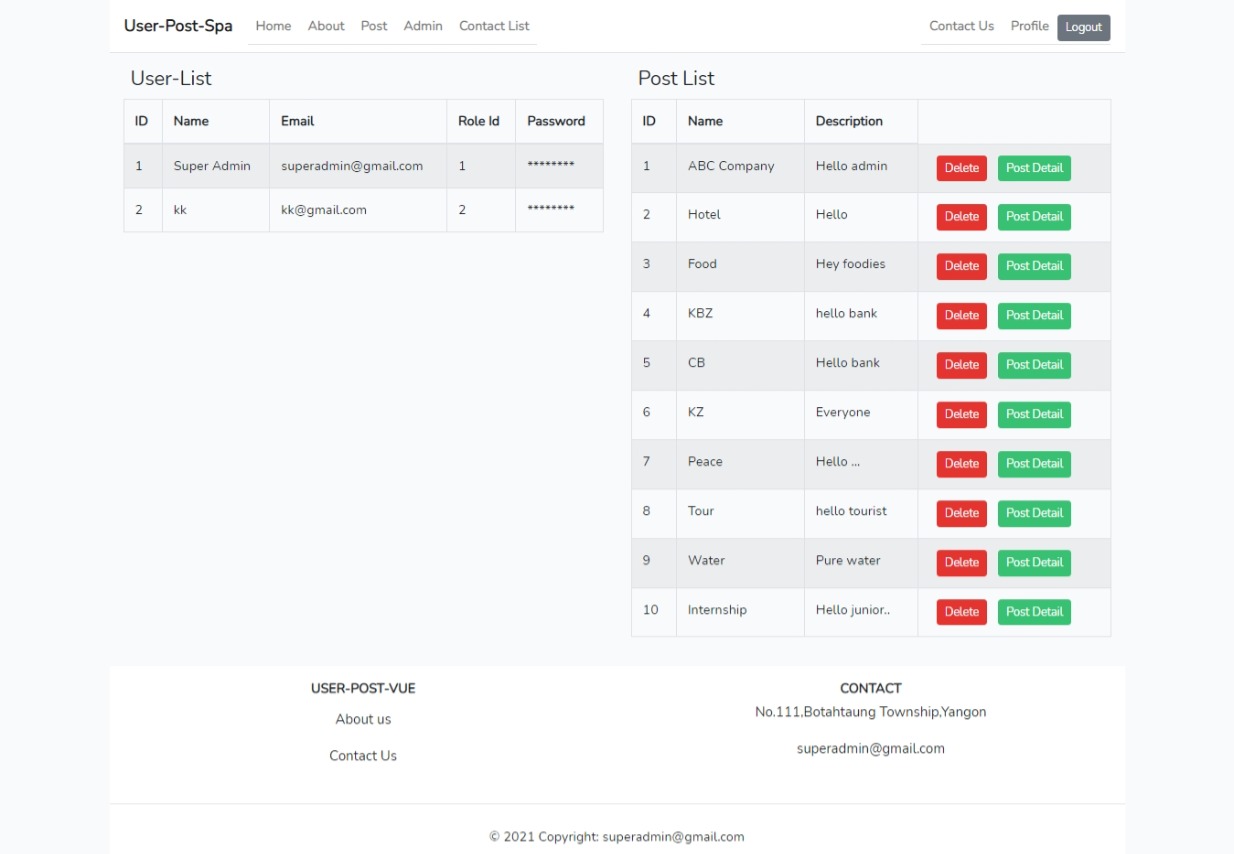 User-Post-Spa Home About Post Admin Contact List Contact Us Profile Logout
User-List
ID Name Email Role Id Password
1 Super Admin superadmin@gmail.com 1 ********
2 kk kk@gmail.com 2 ********
Post List
ID Name Description
1 ABC Company Hello admin Delete Post Detail
2 Hotel Hello Delete Post Detail
3 Food Hey foodies Delete Post Detail
4 KBZ hello bank Delete Post Detail
5 CB Hello bank Delete Post Detail
6 KZ Everyone Delete Post Detail
7 Peace Hello ... Delete Post Detail
8 Tour hello tourist Delete Post Detail
9 Water Pure water Delete Post Detail
10 Internship Hello junior.. Delete Post Detail
USER-POST-VUE
About us
Contact Us
CONTACT
No.111,Botahtaung Township,Yangon
superadmin@gmail.com
© 2021 Copyright: superadmin@gmail.com